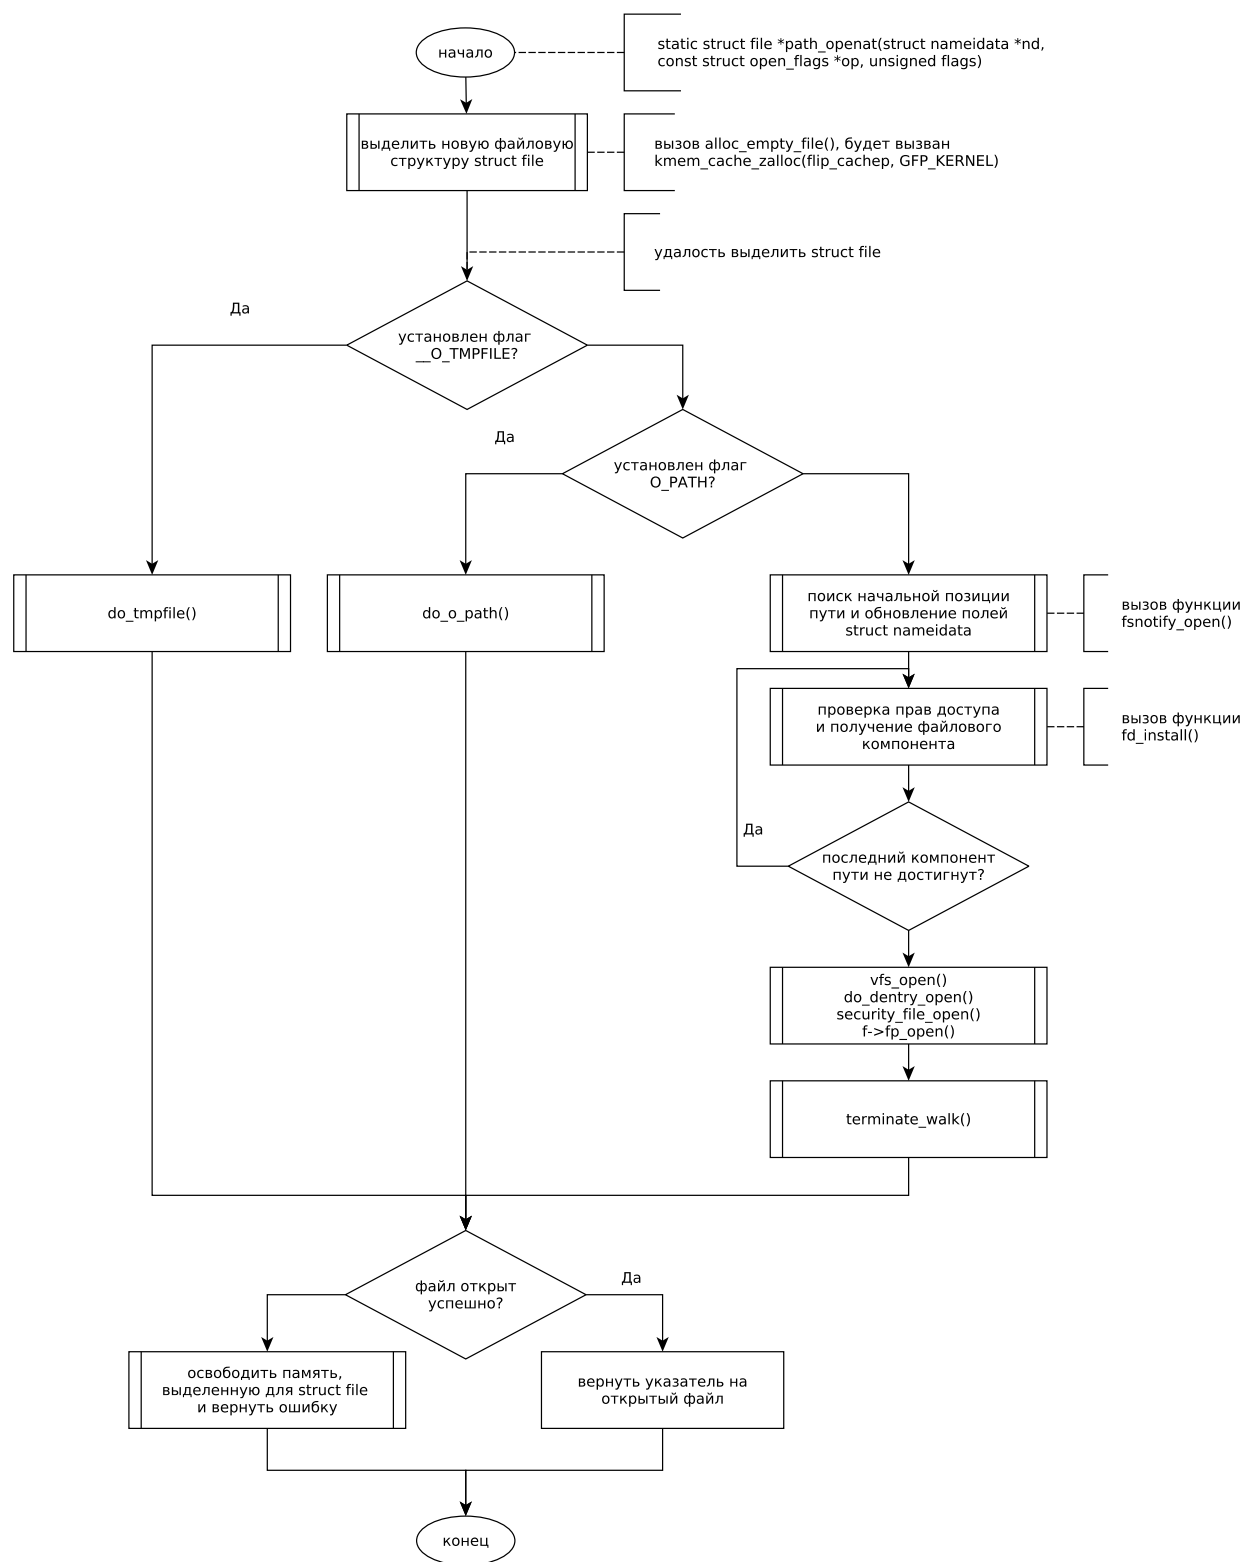 начало
static struct file *path_openat(struct nameidata *nd,
const struct open_flags *op, unsigned flags)
выделить новую файловую
структуру struct file
вызов alloc_empty_file(), будет вызван
kmem_cache_zalloc(flip_cachep, GFP_KERNEL)
удалость выделить struct file
Да
установлен флаг
__O_TMPFILE?
Да
установлен флаг
O_PATH?
do_tmpfile()
do_o_path()
поиск начальной позиции
пути и обновление полей
struct nameidata
вызов функции
fsnotify_open()
проверка прав доступа
и получение файлового
компонента
вызов функции
fd_install()
Да
последний компонент
пути не достигнут?
vfs_open()
do_dentry_open()
security_file_open()
f->fp_open()
terminate_walk()
файл открыт
успешно?
Да
освободить память,
выделенную для struct file
и вернуть ошибку
вернуть указатель на
открытый файл
конец